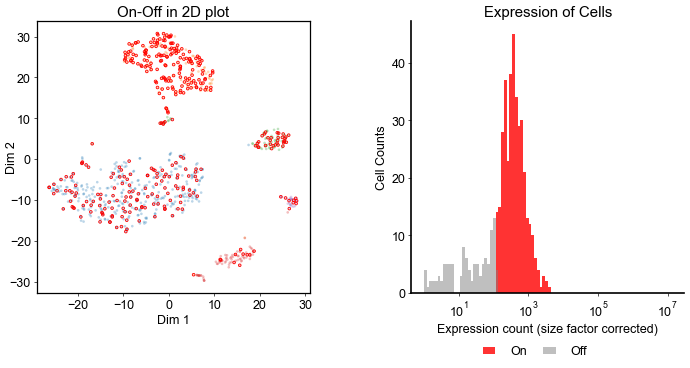 On-Off in 2D plot
30
20
10
0
−10
−20
−30
Dim 2
−20 −10 0 10 20 30
Dim 1
Expression of Cells
40
30
20
10
0
Cell Counts
10^1 10^3 10^5 10^7
Expression count (size factor corrected)
On Off